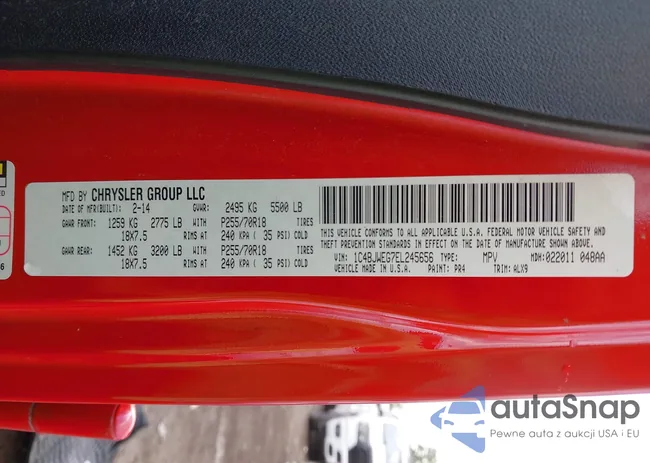 MFD BY CHRYSLER GROUP LLC
DATE OF MFR(BUILT): 2-14 GVWR: 2495 KG 5500 LB
GAWR FRONT: 1259 KG 2775 LB WITH P255/70R18 TIRES
18X7.5 RIMS AT 240 KPA ( 35 PSI) COLD
GAWR REAR: 1452 KG 3200 LB WITH P255/70R18 TIRES
18X7.5 RIMS AT 240 KPA ( 35 PSI) COLD
THIS VEHICLE CONFORMS TO ALL APPLICABLE U.S.A. FEDERAL MOTOR VEHICLE SAFETY AND
THEFT PREVENTION STANDARDS IN EFFECT ON THE DATE OF MANUFACTURE SHOWN ABOVE.
VIN: 1C4BJWEG7EL245656 TYPE: MPV MDH: 022011 048AA
VEHICLE MADE IN U.S.A. PAINT: PR4 TRIM: ALX9
ED
6
autaSnap
Pewne auta z aukcji USA i EU